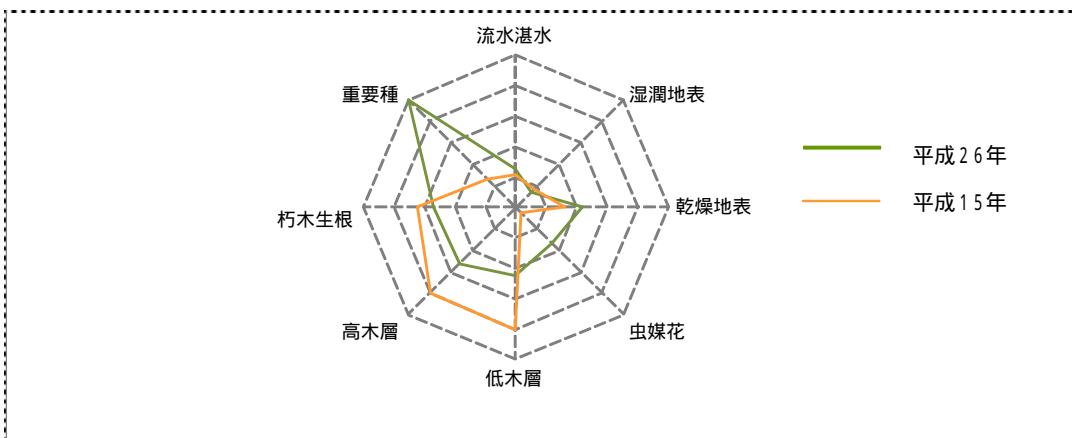 流水湛水
重要種
湿潤地表
平成26年
平成15年
朽木生根
乾燥地表
高木層
虫媒花
低木層